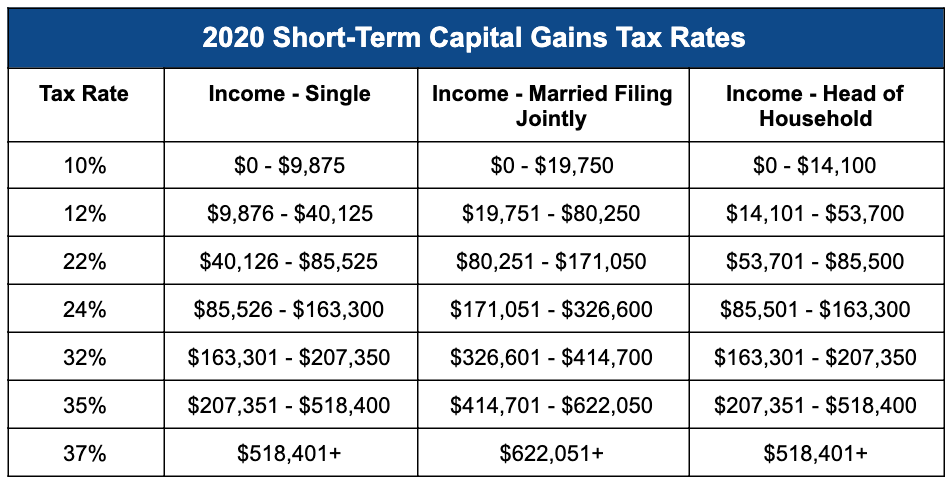 2020 Short-Term Capital Gains Tax Rates
Tax Rate Income - Single Income - Married Filing Jointly Income - Head of Household
10% $0 - $9,875 $0 - $19,750 $0 - $14,100
12% $9,876 - $40,125 $19,751 - $80,250 $14,101 - $53,700
22% $40,126 - $85,525 $80,251 - $171,050 $53,701 - $85,500
24% $85,526 - $163,300 $171,051 - $326,600 $85,501 - $163,300
32% $163,301 - $207,350 $326,601 - $414,700 $163,301 - $207,350
35% $207,351 - $518,400 $414,701 - $622,050 $207,351 - $518,400
37% $518,401+ $622,051+ $518,401+